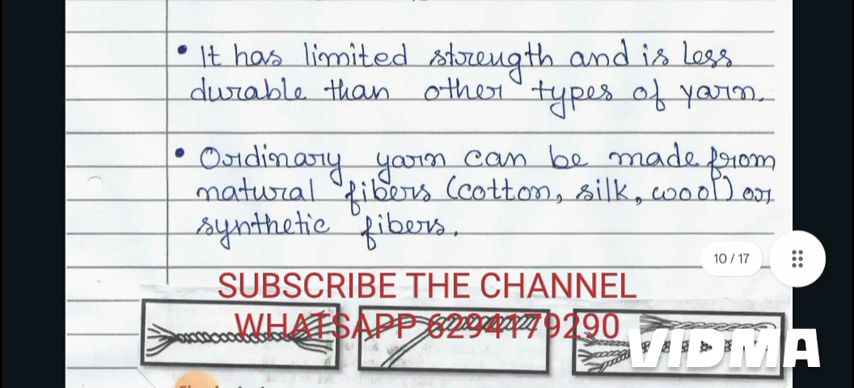 • It has limited strength and is less
durable than other types of yarn.
• Ordinary yarn can be made from
natural fibers (cotton, silk, wool) or
synthetic fibers.
10 / 17
SUBSCRIBE THE CHANNEL
WHATSAPP 6294179290
VIDMA